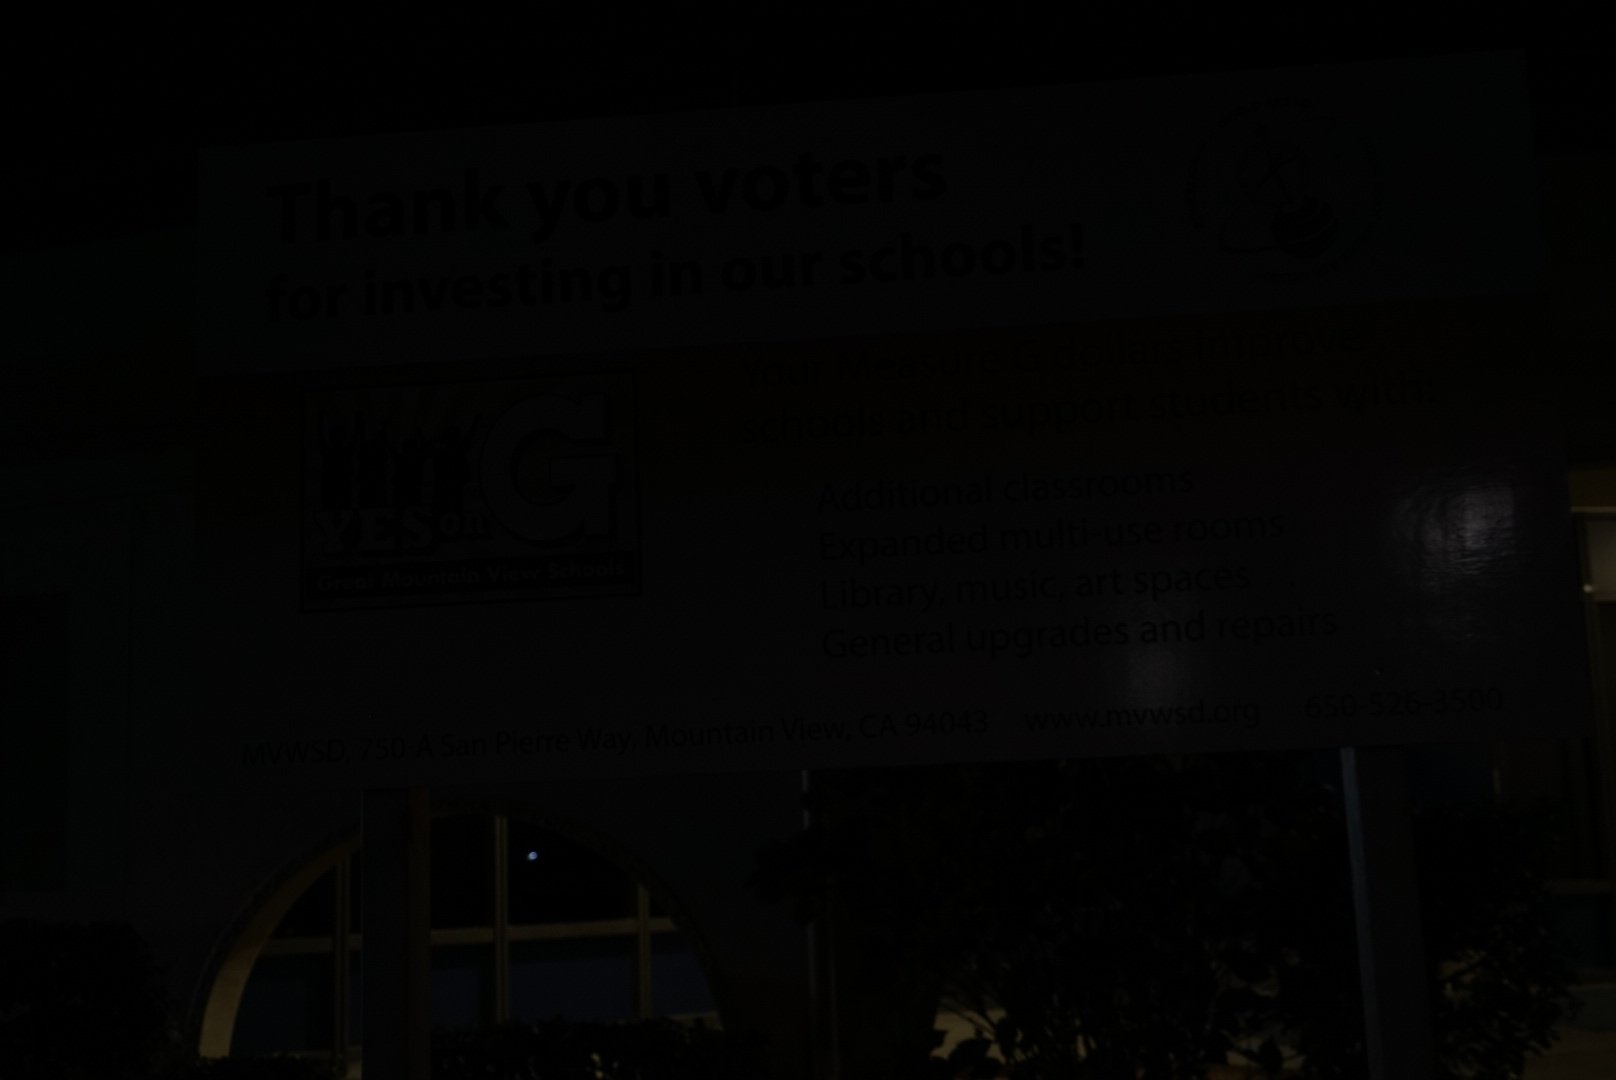 Thank you voters
for investing in our schools!
YES on G
Great Mountain View Schools
Your Measure G dollars improve
schools and support students with:
Additional classrooms
Expanded multi-use rooms
Library, music, art spaces
General upgrades and repairs
MVWSD, 750-A San Pierre Way, Mountain View, CA 94043 www.mvwsd.org 650-526-3500